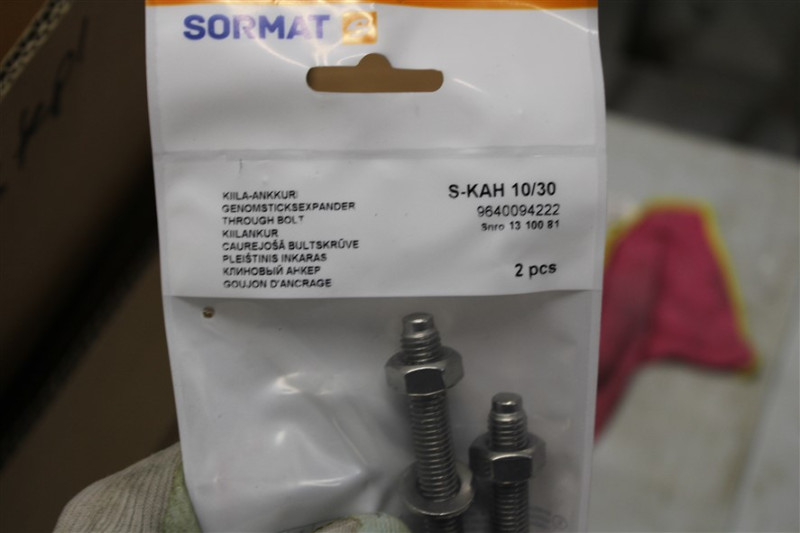 SORMAT
S-KAH 10/30
9640094222
Snro 13 100 81
2 pcs
KIILA-ANKKURI
GENOMSTICKSEXPANDER
THROUGH BOLT
KIILANKUR
CAUREJOŠĀ BULTSKRŪVE
PLEIŠTINIS INKARAS
КЛИНОВЫЙ АНКЕР
GOUJON D'ANCRAGE